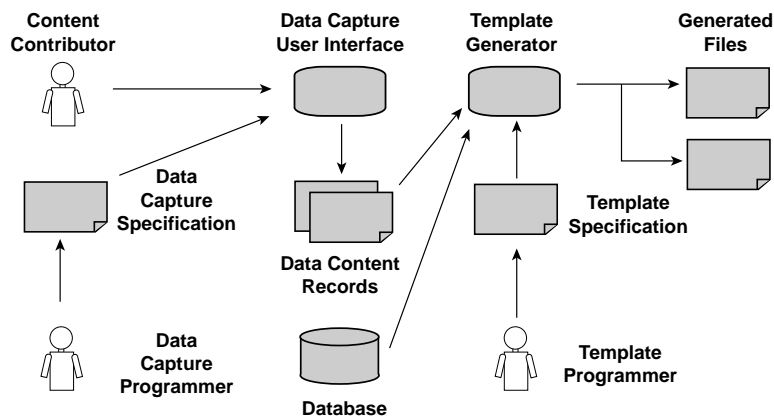 Content
Contributor
Data Capture
User Interface
Template
Generator
Generated
Files
Data
Capture
Specification
Data Content
Records
Template
Specification
Data
Capture
Programmer
Database
Template
Programmer